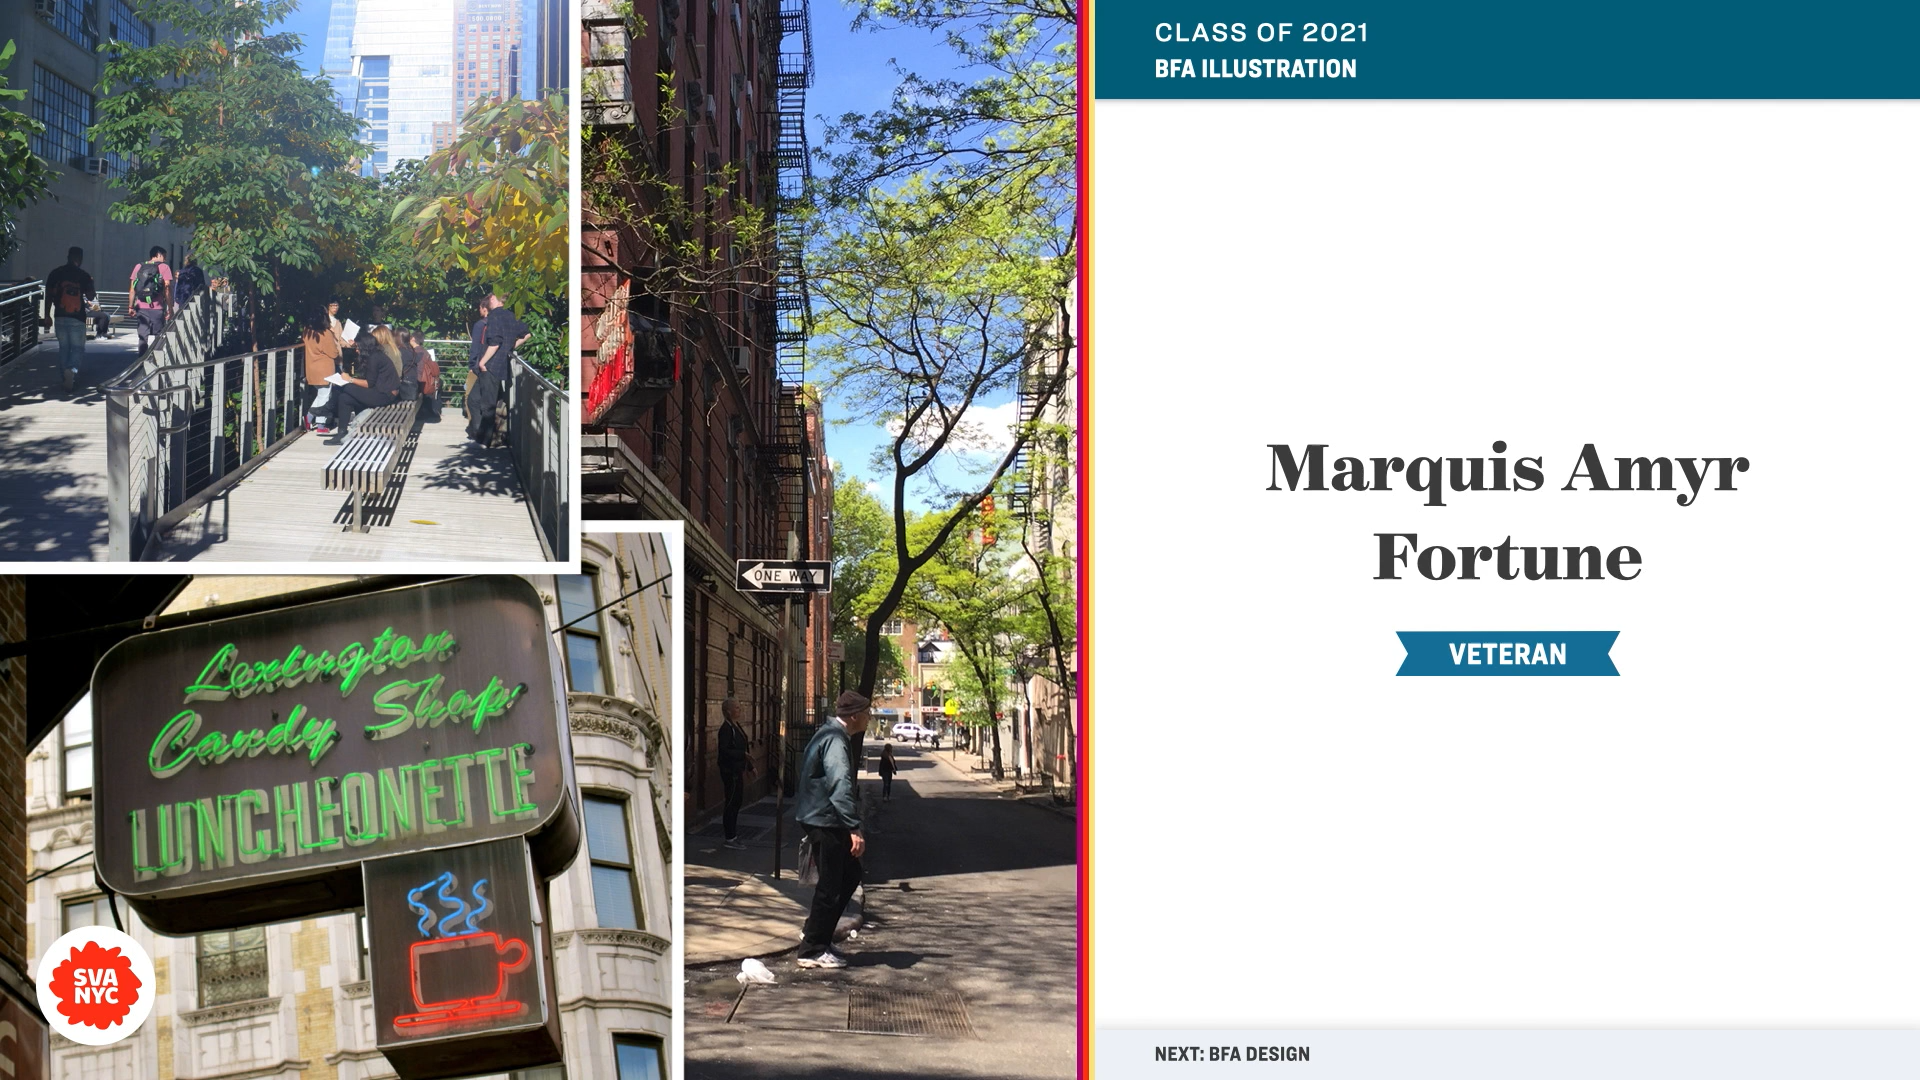 CLASS OF 2021
BFA ILLUSTRATION
Marquis Amyr
Fortune
VETERAN
NEXT: BFA DESIGN
ONE WAY
Lexington
Candy Shop
LUNCHEONETTE
SVA
NYC